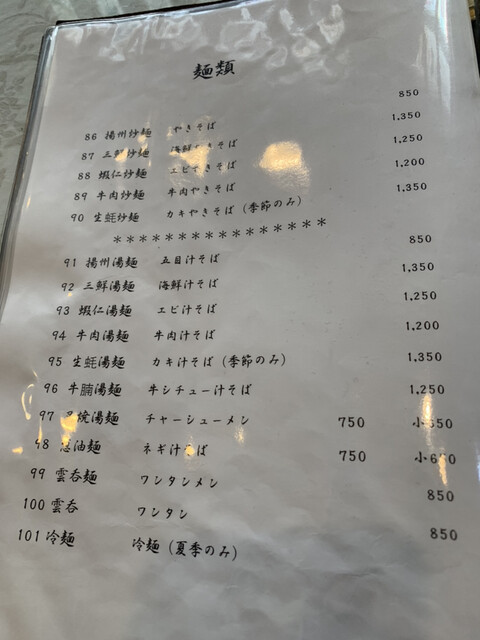 麺類
86 揚州炒麺 やきそば 850
87 三鮮炒麺 海鮮やきそば 1,350
88 蝦仁炒麺 エビやきそば 1,250
89 牛肉炒麺 牛肉やきそば 1,200
90 生蚝炒麺 カキやきそば (季節のみ) 1,350
＊＊＊＊＊＊＊＊＊＊＊＊＊＊＊＊
91 揚州湯麺 五目汁そば 850
92 三鮮湯麺 海鮮汁そば 1,350
93 蝦仁湯麺 エビ汁そば 1,250
94 牛肉湯麺 牛肉汁そば 1,200
95 生蚝湯麺 カキ汁そば (季節のみ) 1,350
96 牛腩湯麺 牛シチュー汁そば 1,250
97 焼湯麺 チャーシューメン 750
98 油麺 ネギ汁そば 750
99 雲呑麺 ワンタンメン 850
100 雲呑 ワンタン 850
101 冷麺 冷麺 (夏季のみ)